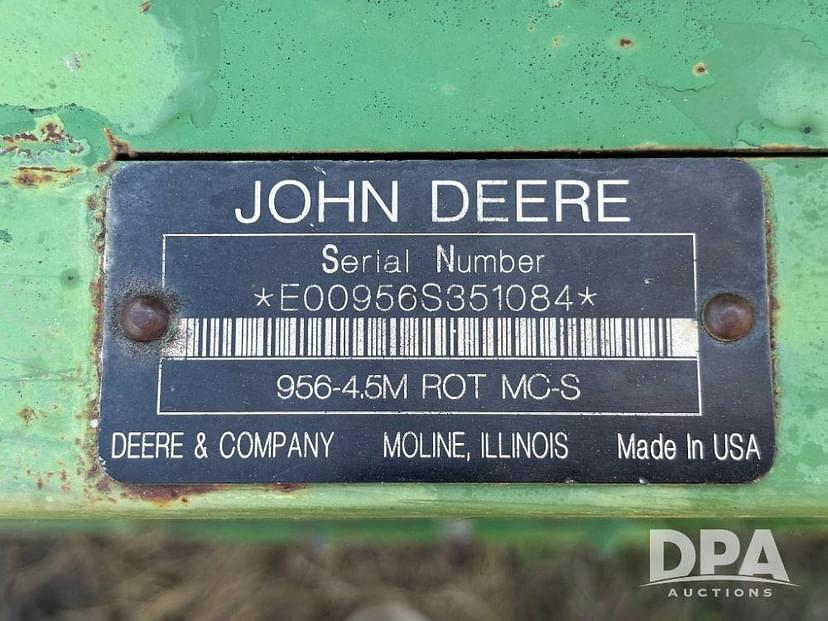 JOHN DEERE
Serial Number
*E00956S351084*
956-4.5M ROT MC-S
DEERE & COMPANY MOLINE, ILLINOIS Made In USA
DPA
AUCTIONS